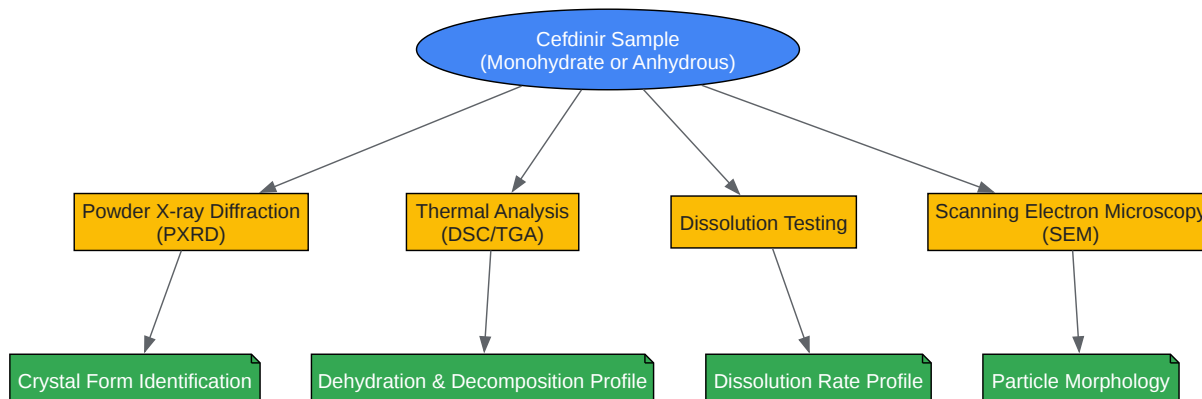 Cefdinir Sample
(Monohydrate or Anhydrous)
Powder X-ray Diffraction
(PXRD)
Thermal Analysis
(DSC/TGA)
Dissolution Testing
Scanning Electron Microscopy
(SEM)
Crystal Form Identification
Dehydration & Decomposition Profile
Dissolution Rate Profile
Particle Morphology